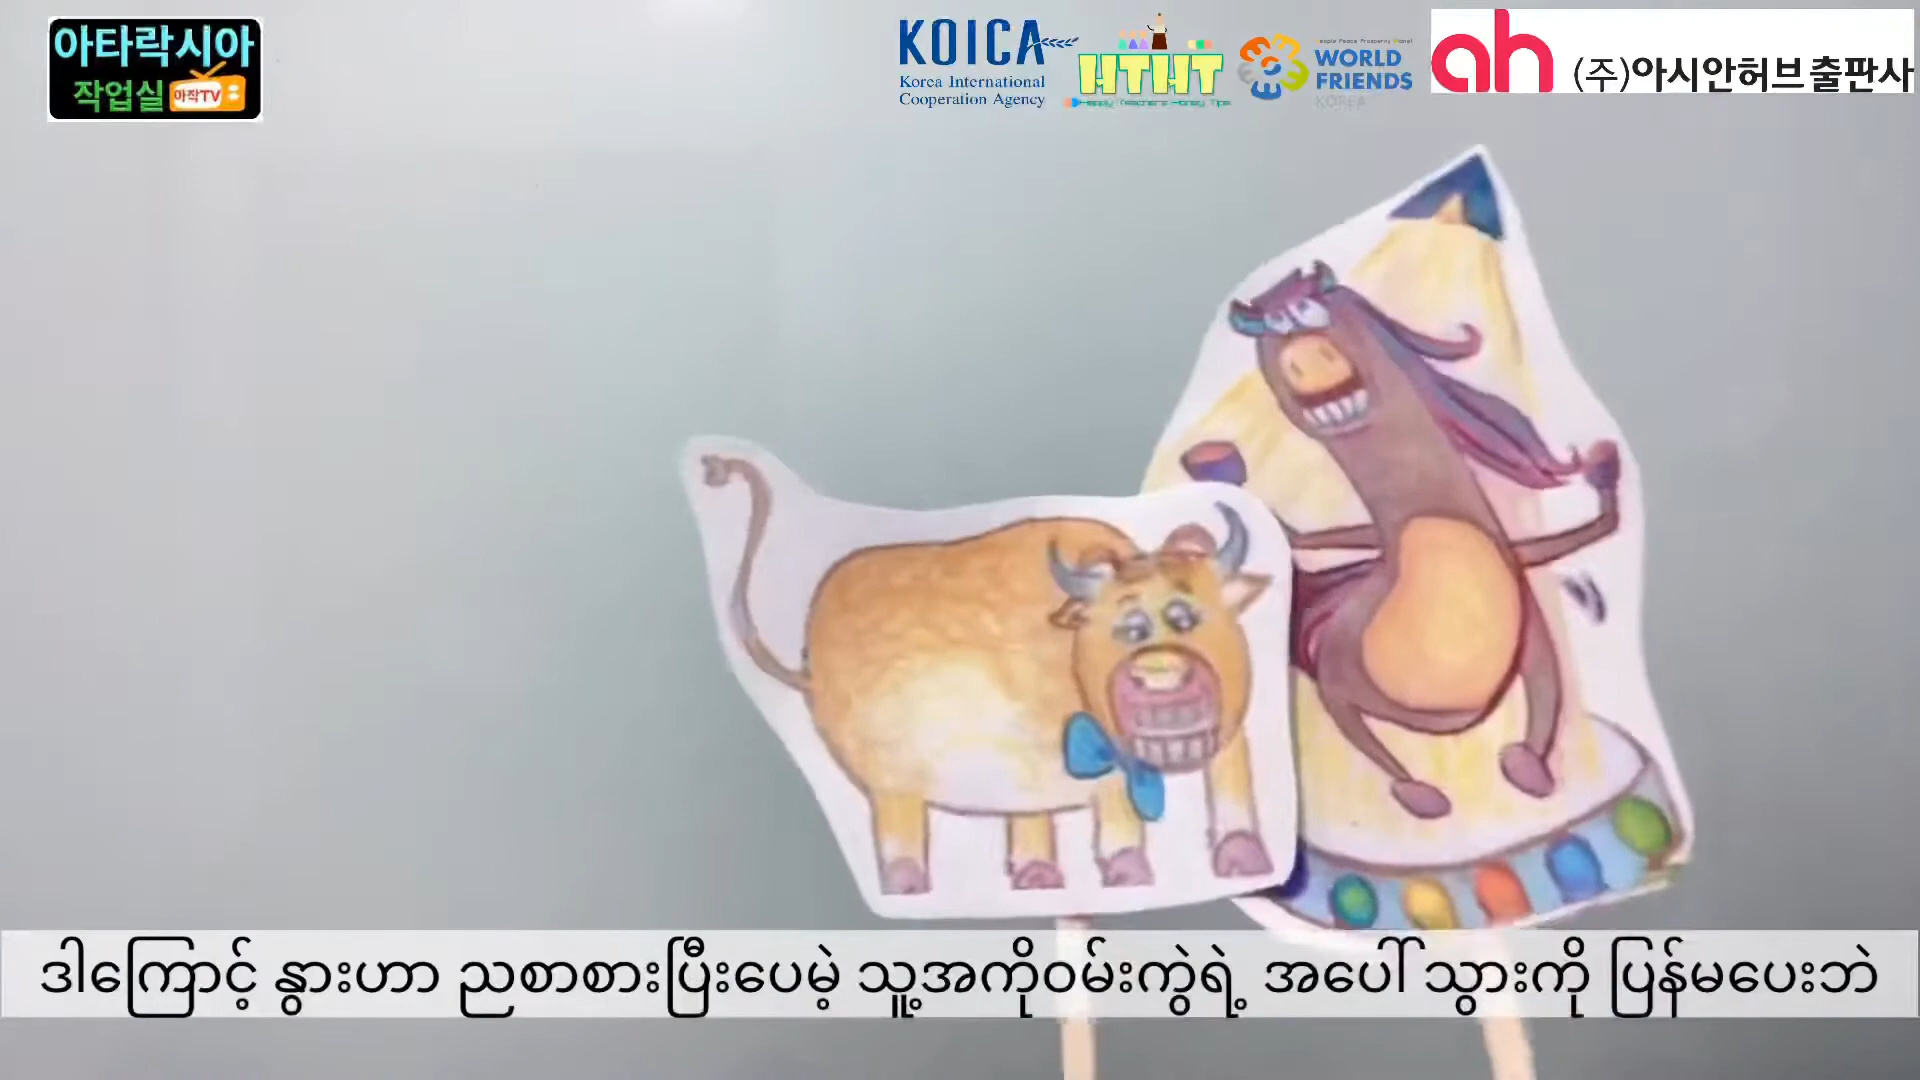 아타락시아
작업실 아작TV
KOICA
Korea International
Cooperation Agency
HTHT
WORLD
FRIENDS
KOREA
ah (주)아시안허브출판사
ဒါကြောင့် နွားဟာ ညစာစားပြီးပေမဲ့ သူ့အကိုဝမ်းကွဲရဲ့ အပေါ် သွားကို ပြန်မပေးဘဲ